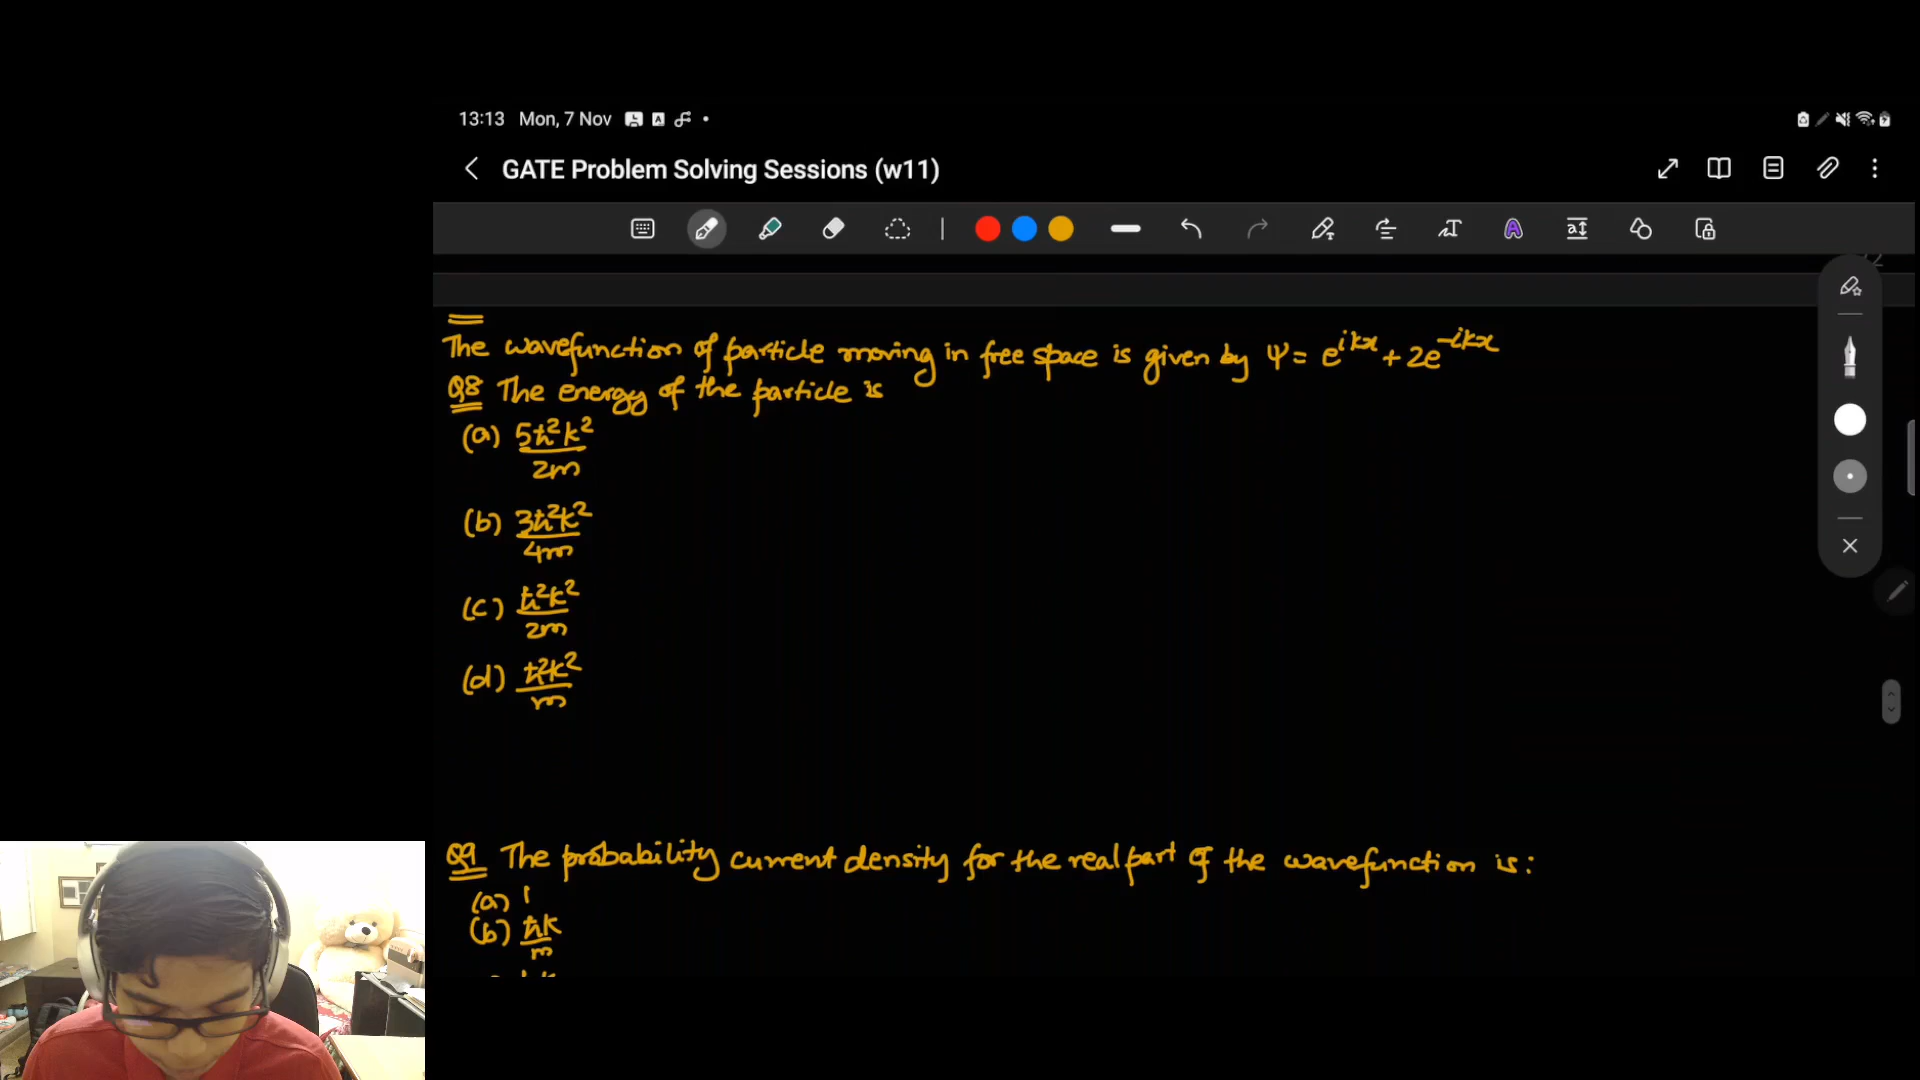 13:13 Mon, 7 Nov
GATE Problem Solving Sessions (w11)
The wavefunction of particle moving in free space is given by Ψ = e^{ikx} + 2e^{-ikx}
Q8 The energy of the particle is
(a) 5ħ²k²/2m
(b) 3ħ²k²/4m
(c) ħ²k²/2m
(d) ħ²k²/m
Q9 The probability current density for the real part of the wavefunction is:
(a) 1
(b) ħk/m